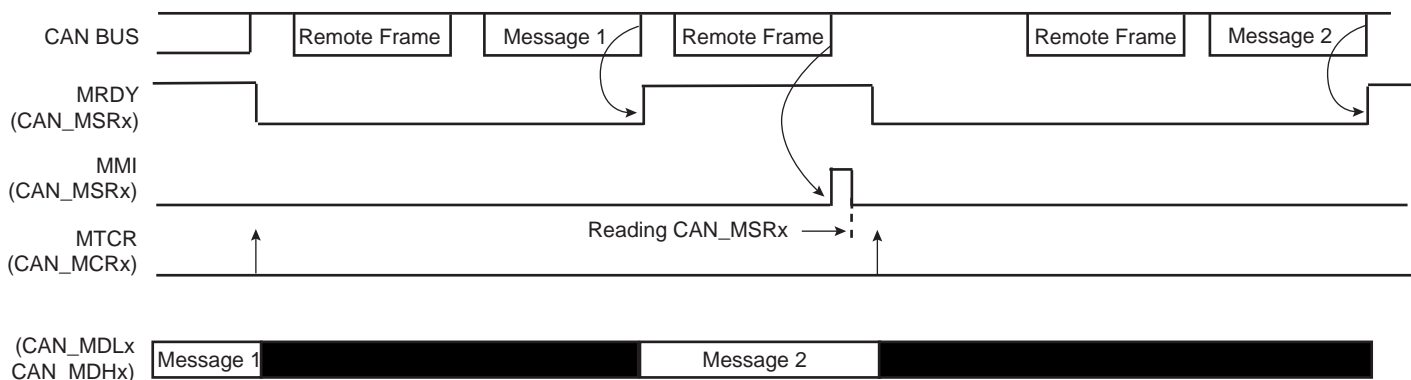 CAN BUS
Remote Frame
Message 1
Remote Frame
Remote Frame
Message 2
MRDY
(CAN_MSRx)
MMI
(CAN_MSRx)
Reading CAN_MSRx
MTCR
(CAN_MCRx)
(CAN_MDLx
CAN_MDHx)
Message 1
Message 2